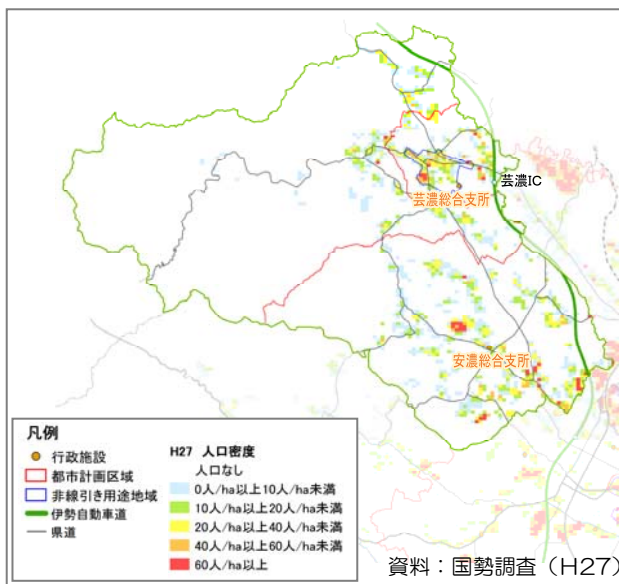 芸濃IC
芸濃総合支所
安濃総合支所
凡例
行政施設
都市計画区域
非線引き用途地域
伊勢自動車道
県道
H27 人口密度
人口なし
0人/ha以上10人/ha未満
10人/ha以上20人/ha未満
20人/ha以上40人/ha未満
40人/ha以上60人/ha未満
60人/ha以上
資料：国勢調査（H27）